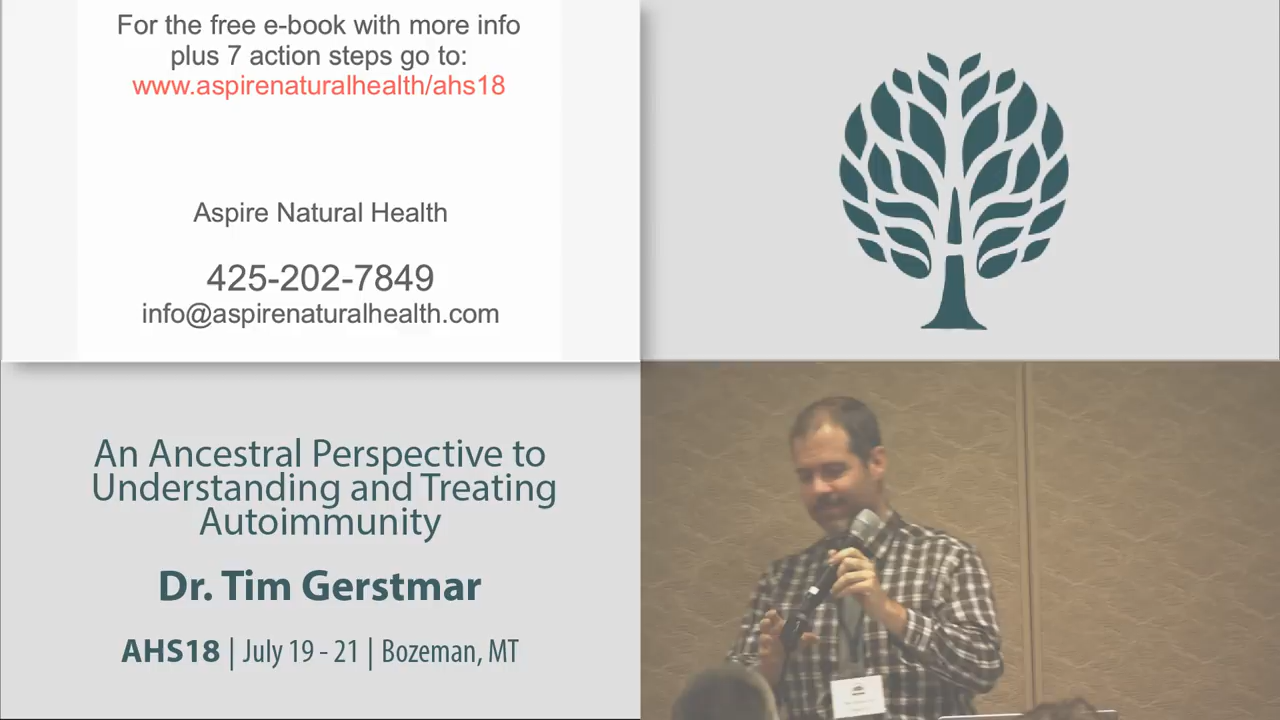 For the free e-book with more info
plus 7 action steps go to:
www.aspirenaturalhealth/ahs18
Aspire Natural Health
425-202-7849
info@aspirenaturalhealth.com
An Ancestral Perspective to
Understanding and Treating
Autoimmunity
Dr. Tim Gerstmar
AHS18 | July 19 - 21 | Bozeman, MT